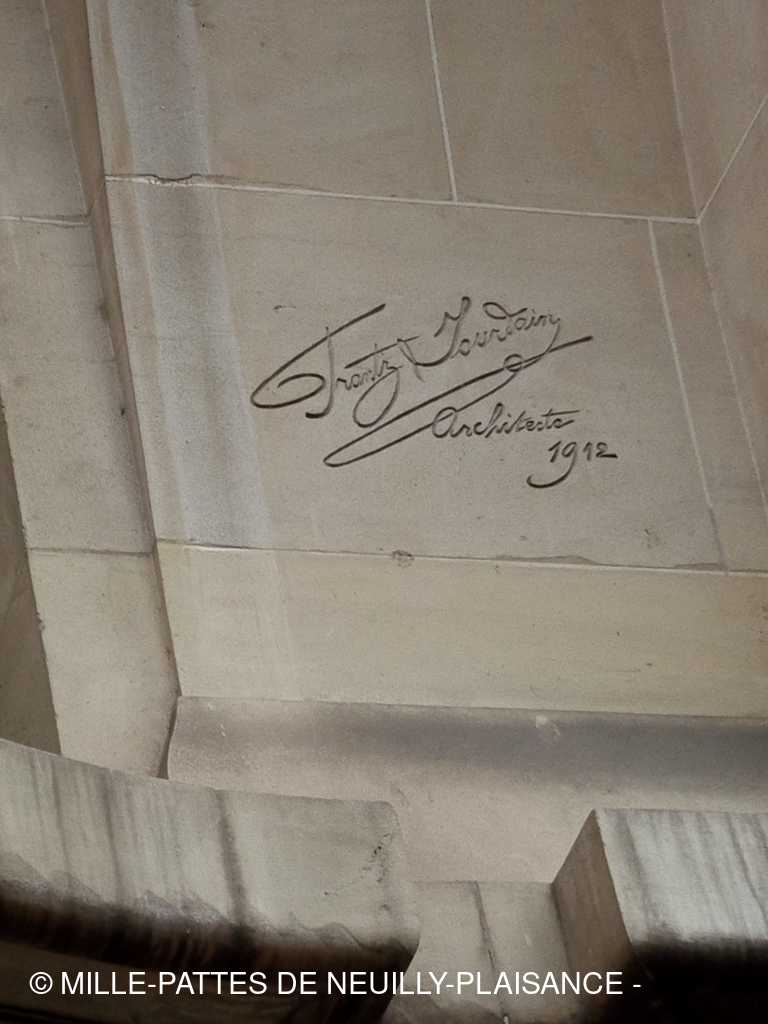 Frantz Jourdain
Architecte
1912
© MILLE-PATTES DE NEUILLY-PLAISANCE -